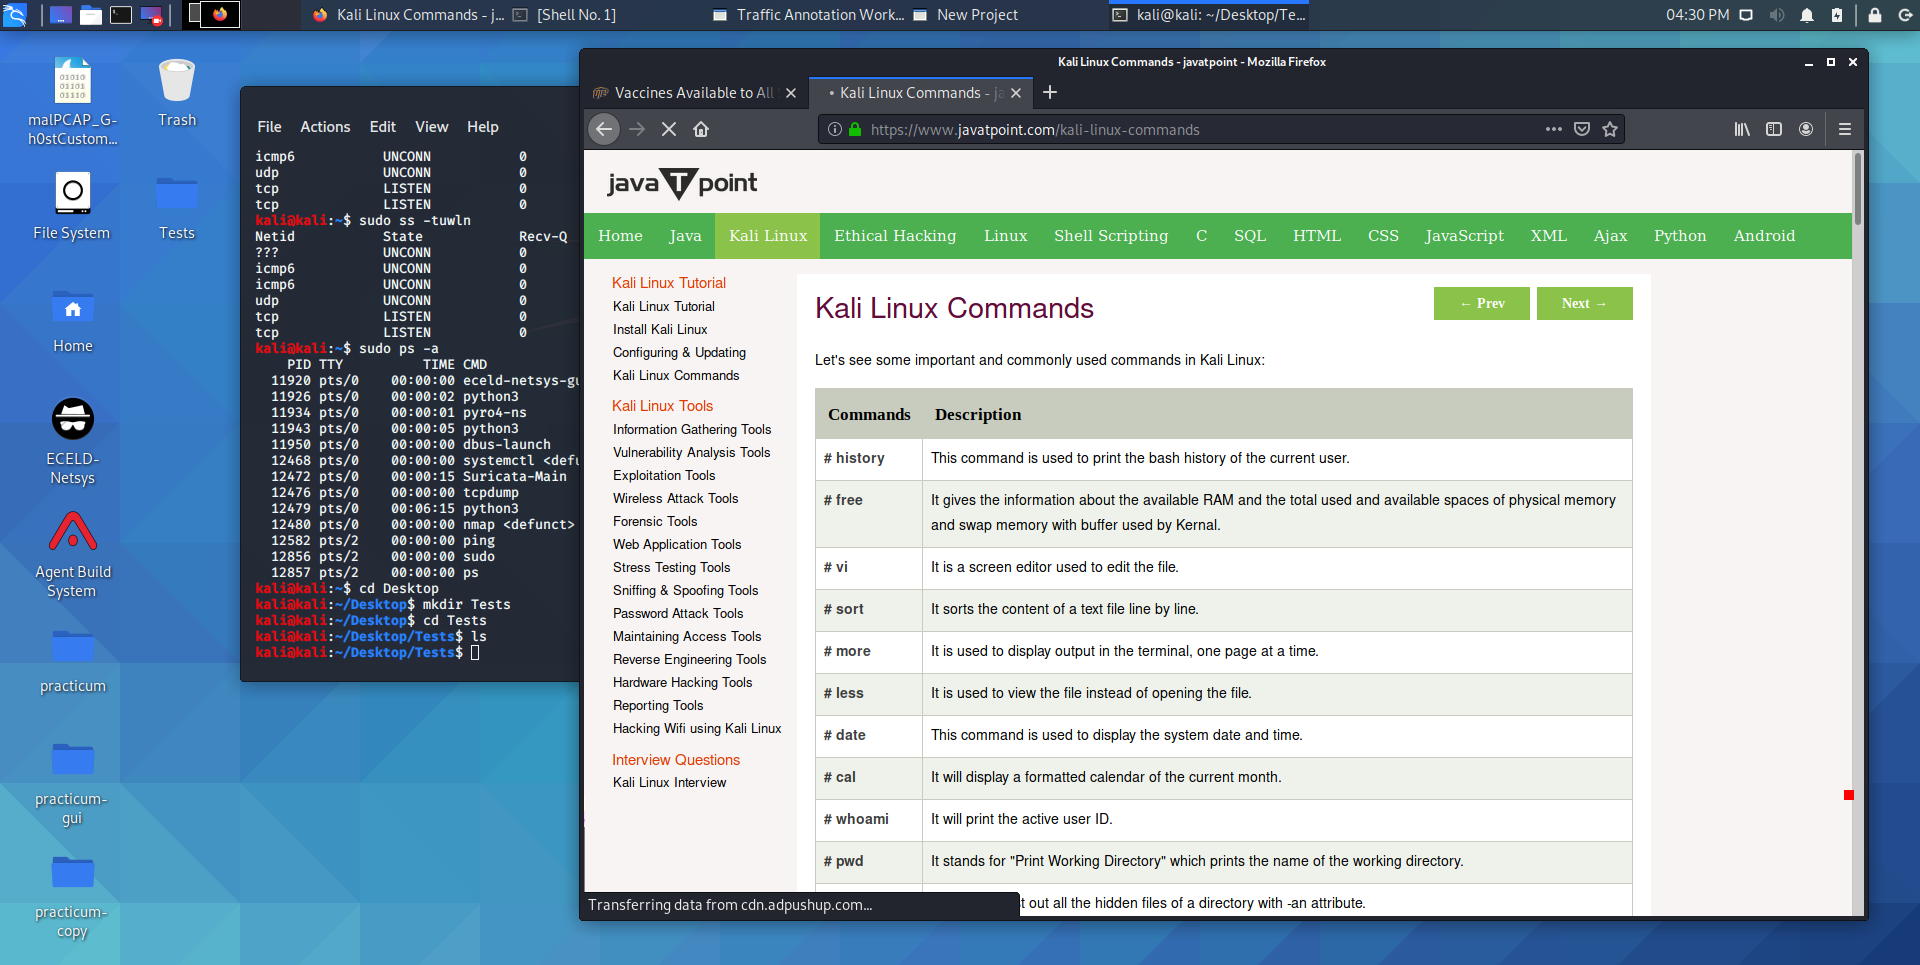 Kali Linux Commands - j...
[Shell No. 1]
Traffic Annotation Work...
New Project
kali@kali: ~/Desktop/Te...
04:30 PM
malPCAP_G-
h0stCustom...
Trash
File System
Tests
Home
ECELD-
Netsys
Agent Build
System
practicum
practicum-
gui
practicum-
copy
File Actions Edit View Help
icmp6 UNCONN 0
udp UNCONN 0
tcp LISTEN 0
tcp LISTEN 0
kali@kali:~$ sudo ss -tuwln
Netid State Recv-Q
??? UNCONN 0
icmp6 UNCONN 0
icmp6 UNCONN 0
udp UNCONN 0
tcp LISTEN 0
tcp LISTEN 0
kali@kali:~$ sudo ps -a
PID TTY TIME CMD
11920 pts/0 00:00:00 eceld-netsys-gu
11926 pts/0 00:00:02 python3
11934 pts/0 00:00:01 pyro4-ns
11943 pts/0 00:00:05 python3
11950 pts/0 00:00:00 dbus-launch
12468 pts/0 00:00:00 systemctl <defu
12472 pts/0 00:00:15 Suricata-Main
12476 pts/0 00:00:00 tcpdump
12479 pts/0 00:06:15 python3
12480 pts/0 00:00:00 nmap <defunct>
12582 pts/2 00:00:00 ping
12856 pts/2 00:00:00 sudo
12857 pts/2 00:00:00 ps
kali@kali:~$ cd Desktop
kali@kali:~/Desktop$ mkdir Tests
kali@kali:~/Desktop$ cd Tests
kali@kali:~/Desktop/Tests$ ls
kali@kali:~/Desktop/Tests$
Kali Linux Commands - javatpoint - Mozilla Firefox
Vaccines Available to All
Kali Linux Commands - ja
https://www.javatpoint.com/kali-linux-commands
java T point
Home Java Kali Linux Ethical Hacking Linux Shell Scripting C SQL HTML CSS JavaScript XML Ajax Python Android
Kali Linux Tutorial
Kali Linux Tutorial
Install Kali Linux
Configuring & Updating
Kali Linux Commands
Kali Linux Tools
Information Gathering Tools
Vulnerability Analysis Tools
Exploitation Tools
Wireless Attack Tools
Forensic Tools
Web Application Tools
Stress Testing Tools
Sniffing & Spoofing Tools
Password Attack Tools
Maintaining Access Tools
Reverse Engineering Tools
Hardware Hacking Tools
Reporting Tools
Hacking Wifi using Kali Linux
Interview Questions
Kali Linux Interview
Kali Linux Commands
← Prev
Next →
Let's see some important and commonly used commands in Kali Linux:
Commands Description
# history This command is used to print the bash history of the current user.
# free It gives the information about the available RAM and the total used and available spaces of physical memory
and swap memory with buffer used by Kernal.
# vi It is a screen editor used to edit the file.
# sort It sorts the content of a text file line by line.
# more It is used to display output in the terminal, one page at a time.
# less It is used to view the file instead of opening the file.
# date This command is used to display the system date and time.
# cal It will display a formatted calendar of the current month.
# whoami It will print the active user ID.
# pwd It stands for "Print Working Directory" which prints the name of the working directory.
t out all the hidden files of a directory with -an attribute.
Transferring data from cdn.adpushup.com...